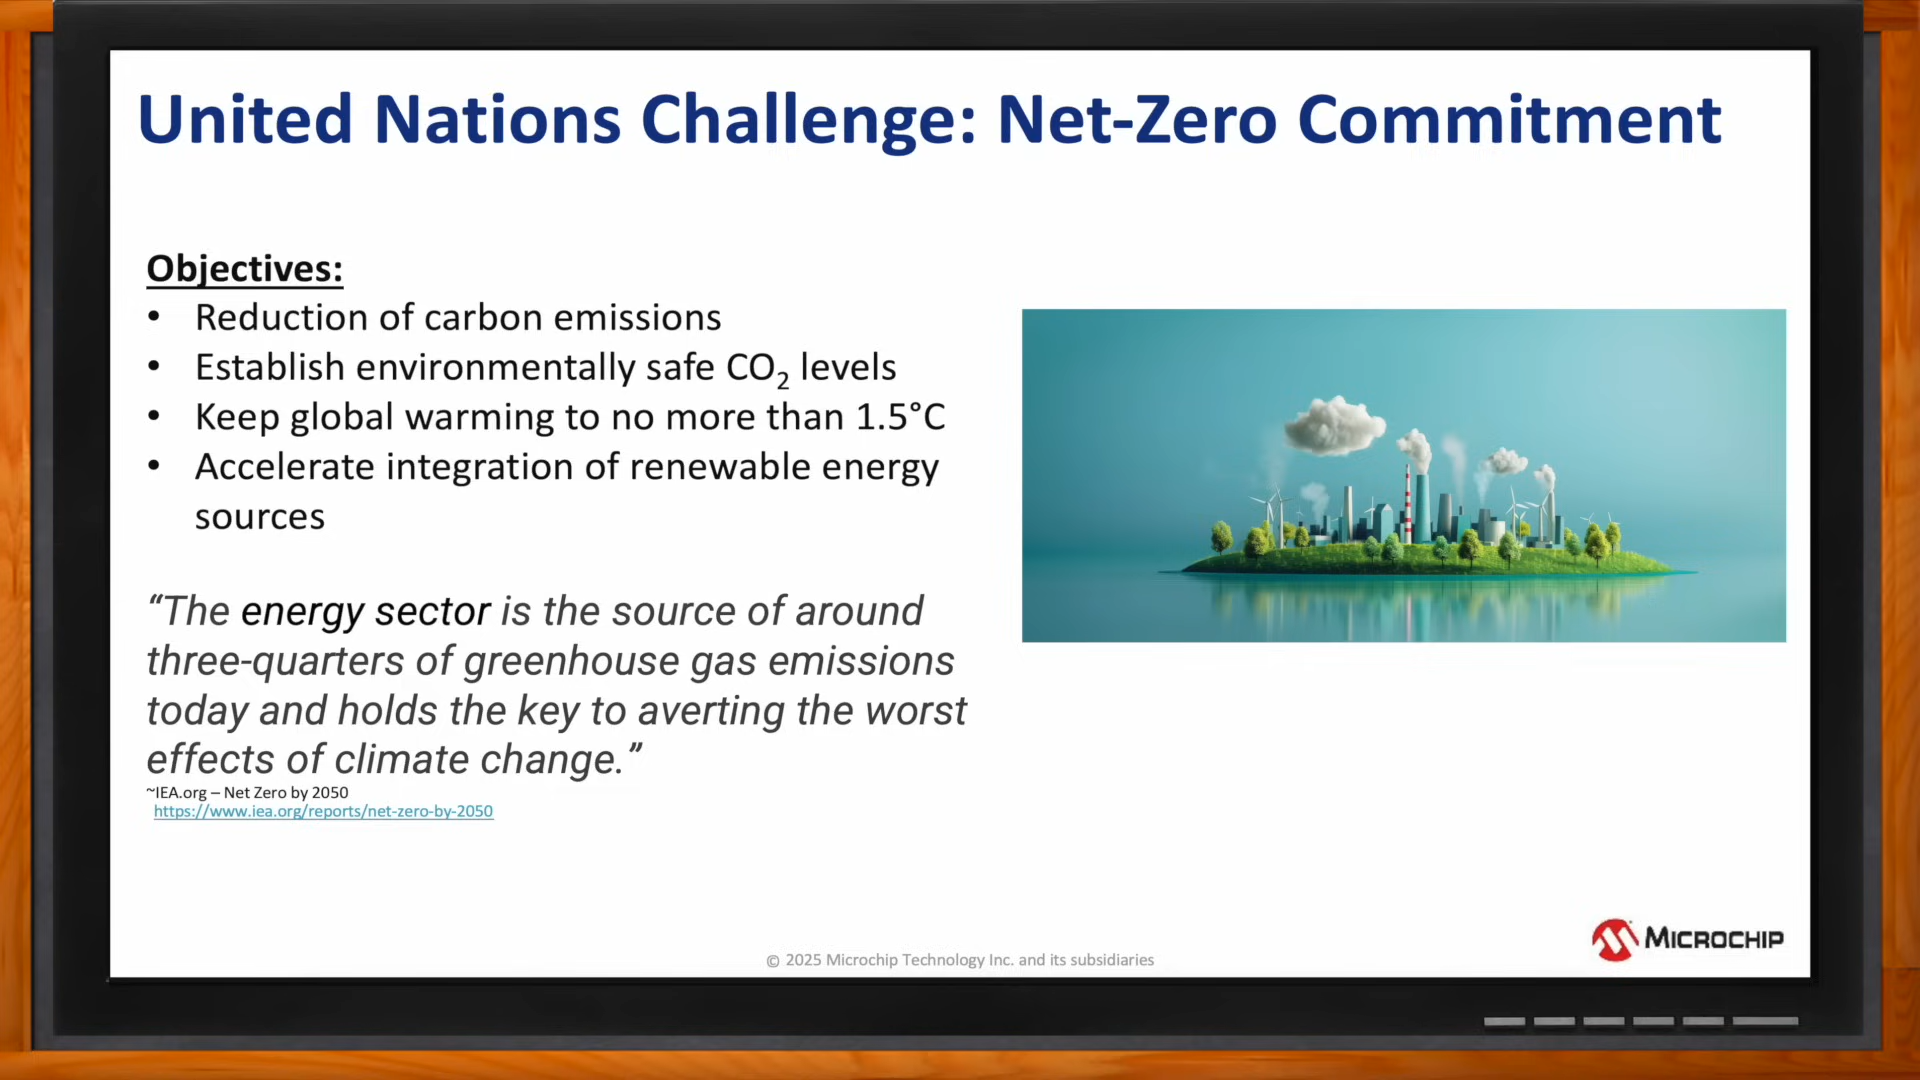 United Nations Challenge: Net-Zero Commitment
Objectives:
• Reduction of carbon emissions
• Establish environmentally safe CO₂ levels
• Keep global warming to no more than 1.5°C
• Accelerate integration of renewable energy
sources
“The energy sector is the source of around
three-quarters of greenhouse gas emissions
today and holds the key to averting the worst
effects of climate change.”
~IEA.org – Net Zero by 2050
https://www.iea.org/reports/net-zero-by-2050
MICROCHIP
© 2025 Microchip Technology Inc. and its subsidiaries